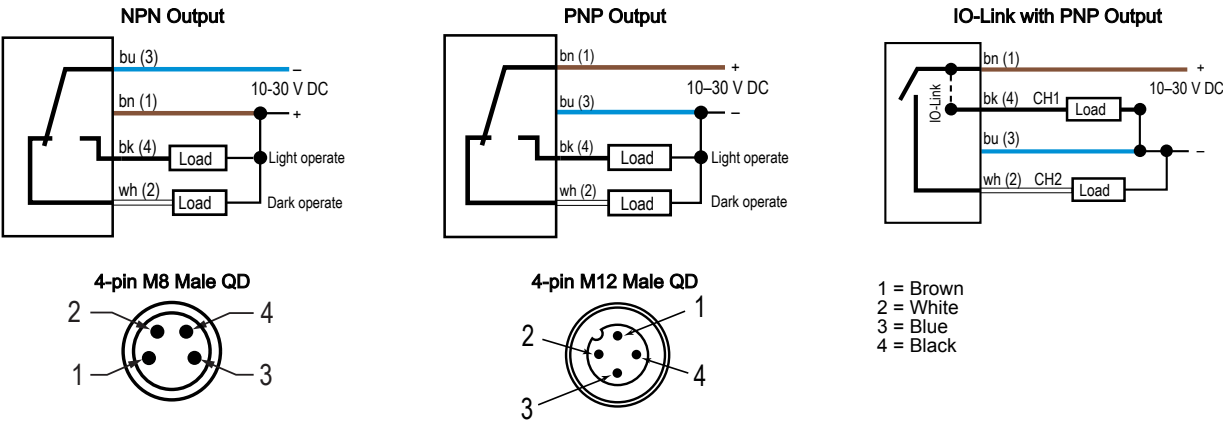 NPN Output
bu (3)
–
10-30 V DC
bn (1)
+
bk (4)
Load
Light operate
wh (2)
Load
Dark operate
PNP Output
bn (1)
+
10–30 V DC
bu (3)
–
bk (4)
Load
Light operate
wh (2)
Load
Dark operate
IO-Link with PNP Output
bn (1)
+
10–30 V DC
IO-Link
bk (4) CH1
Load
bu (3)
–
wh (2) CH2
Load
4-pin M8 Male QD
2
4
1
3
4-pin M12 Male QD
1
2
4
3
1 = Brown
2 = White
3 = Blue
4 = Black